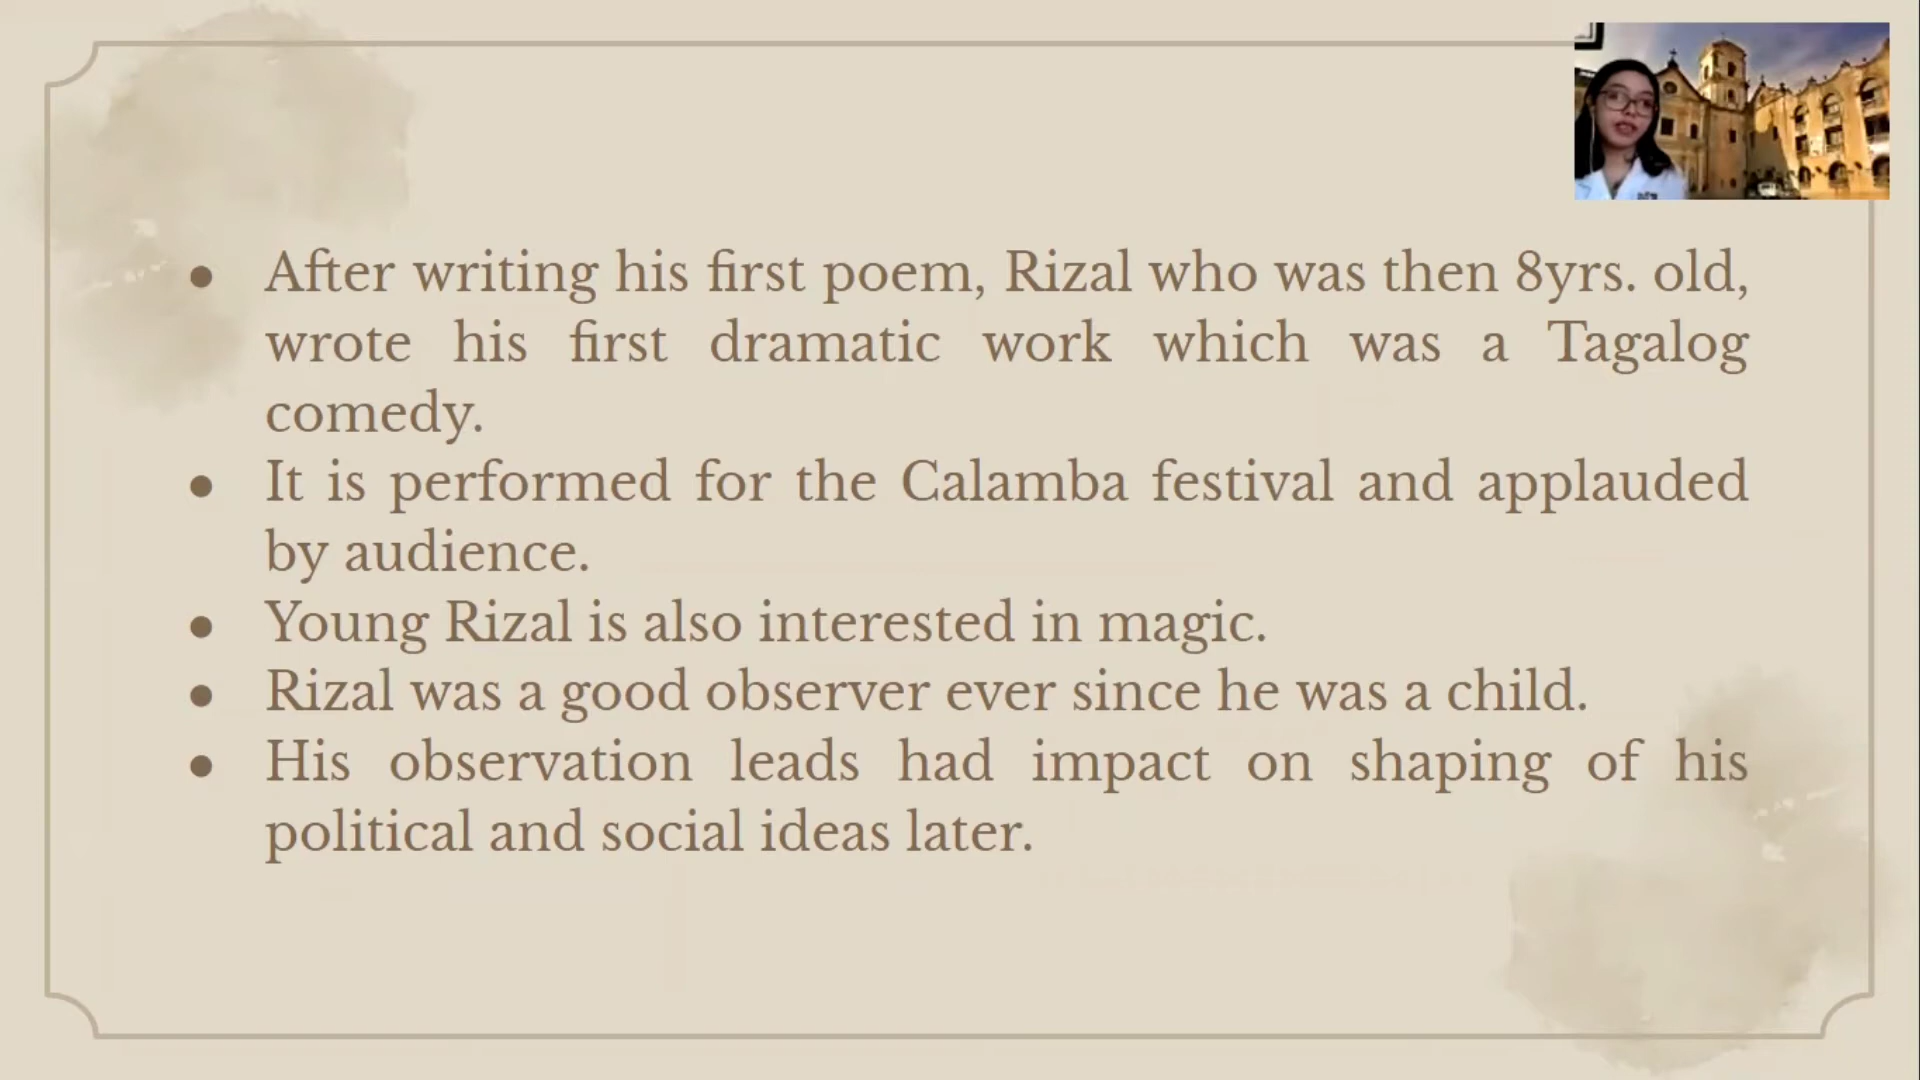 ● After writing his first poem, Rizal who was then 8yrs. old,
wrote his first dramatic work which was a Tagalog
comedy.
● It is performed for the Calamba festival and applauded
by audience.
● Young Rizal is also interested in magic.
● Rizal was a good observer ever since he was a child.
● His observation leads had impact on shaping of his
political and social ideas later.